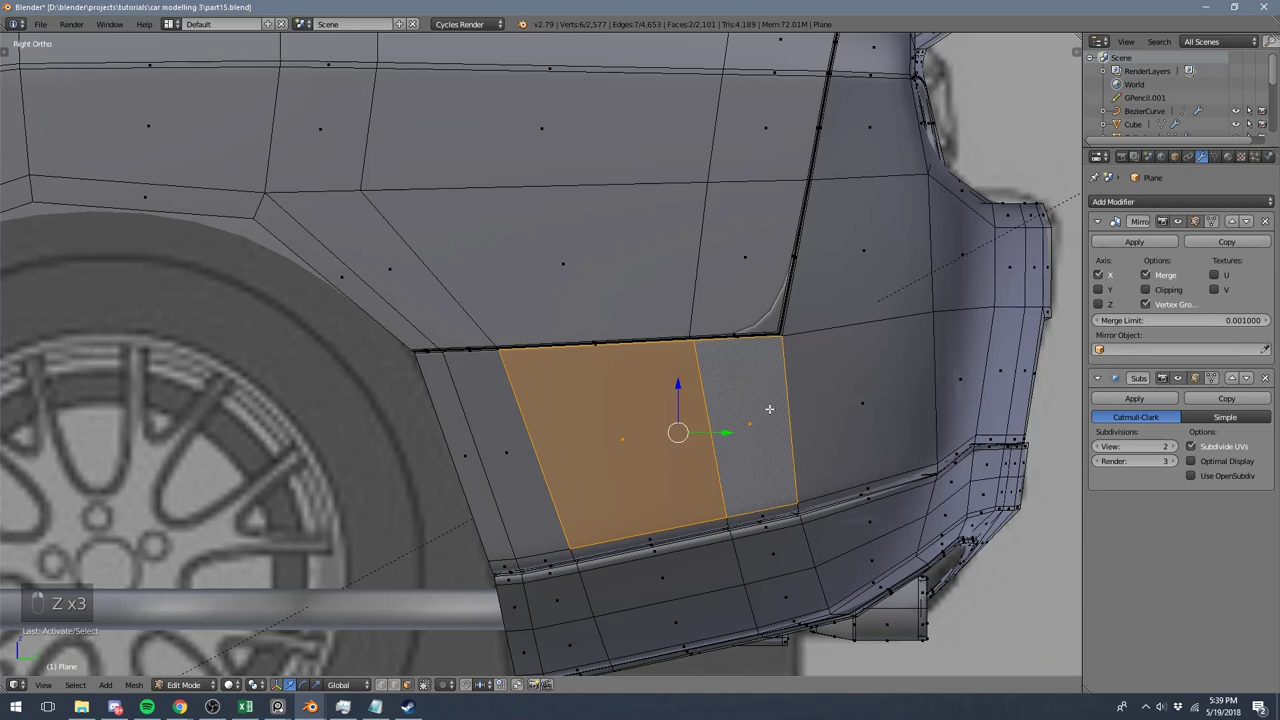 Blender* [D:\blender\projects\tutorials\car modelling 3\part15.blend]
File Render Window Help Default Scene Cycles Render v2.79 | Verts:6/2,577 | Edges:7/4,653 | Faces:2/2,101 | Tris:4,189 | Mem:72.01M | Plane
Right Ortho
View Search All Scenes
Scene
RenderLayers
World
GPencil.001
BezierCurve
Cube
Plane
Add Modifier
Mirro
Apply Copy
Axis: Options: Textures:
X Merge U
Y Clipping V
Z Vertex Gro...
Merge Limit: 0.001000
Mirror Object:
Subs
Apply Copy
Catmull-Clark Simple
Subdivisions: Options:
View: 2 Subdivide UVs
Render: 3 Optimal Display
Use OpenSubdiv
Z x3
Last: Activate/Select
(1) Plane
View Select Add Mesh Edit Mode Global
5:39 PM
5/19/2018
2